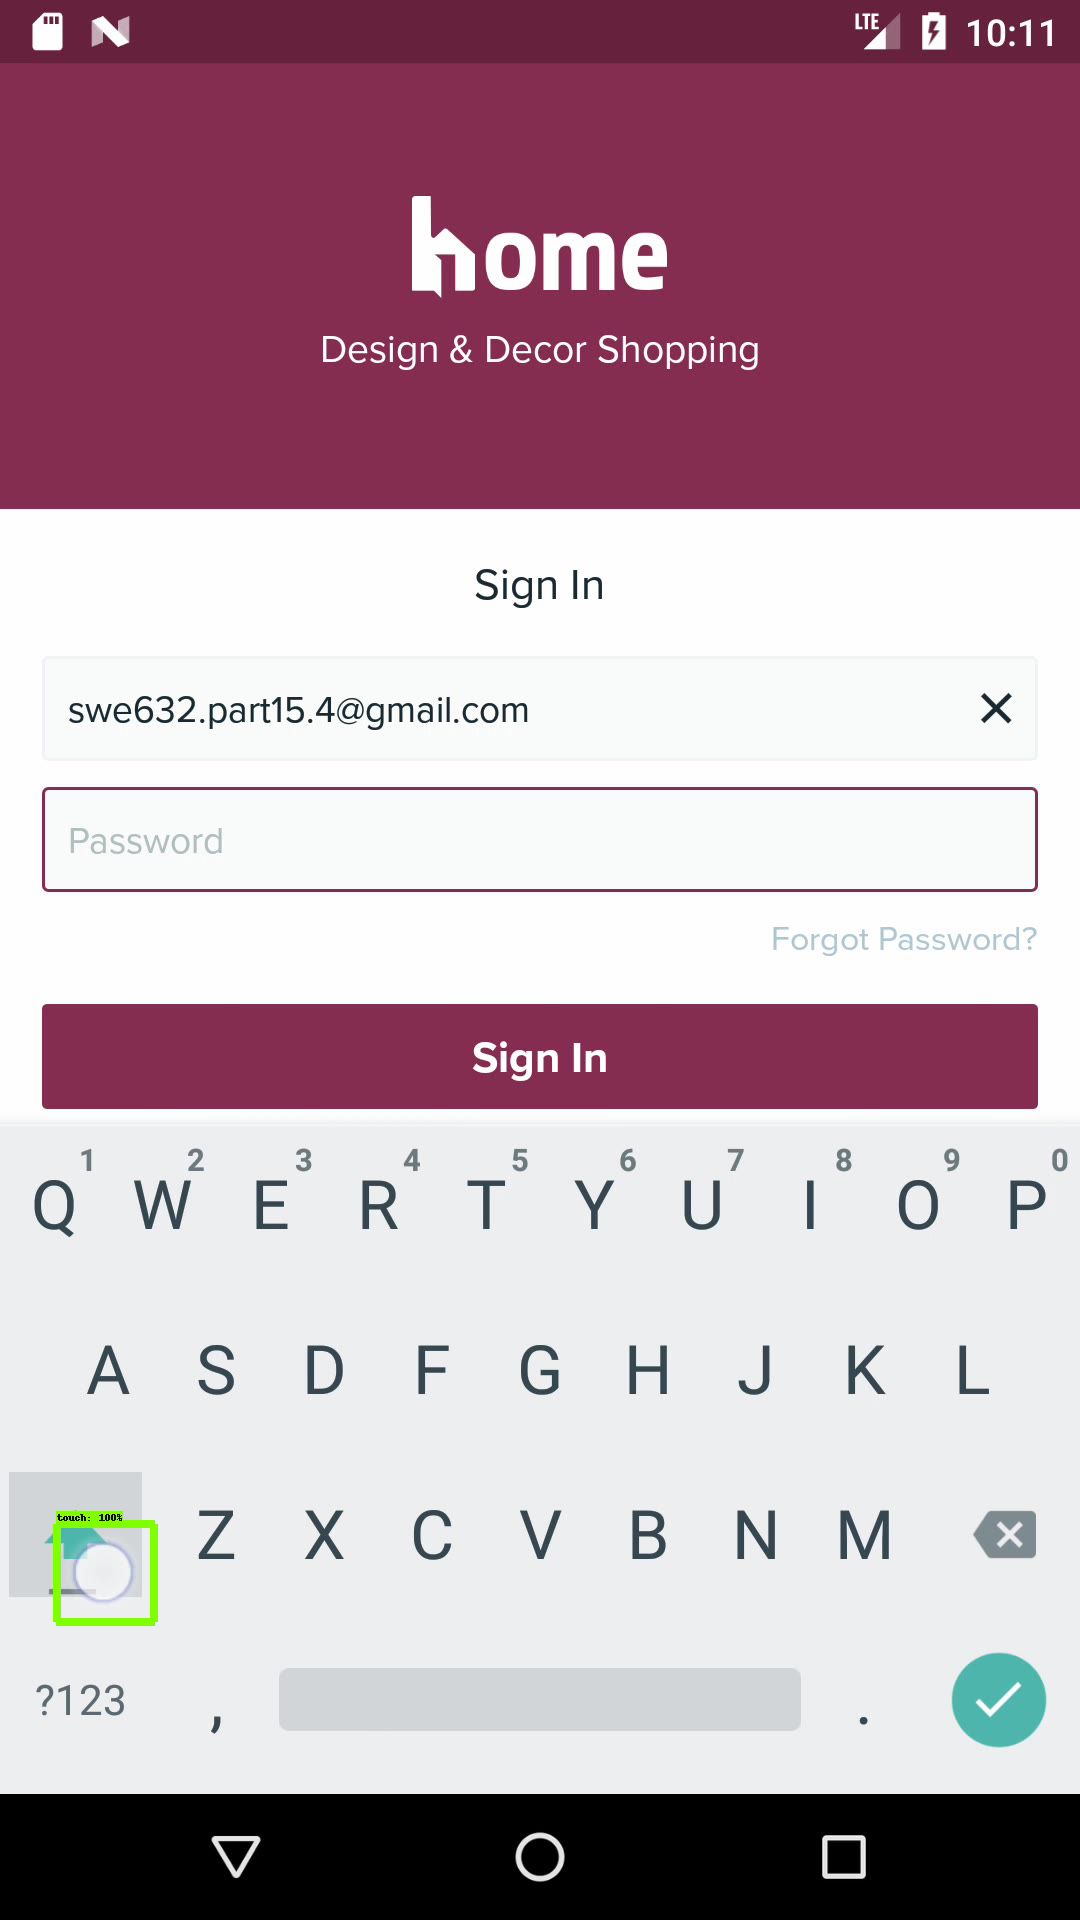 LTE 10:11
home
Design & Decor Shopping
Sign In
swe632.part15.4@gmail.com
Password
Forgot Password?
Sign In
1 2 3 4 5 6 7 8 9 0
Q W E R T Y U I O P
A S D F G H J K L
touch: 100%
Z X C V B N M
?123 , .